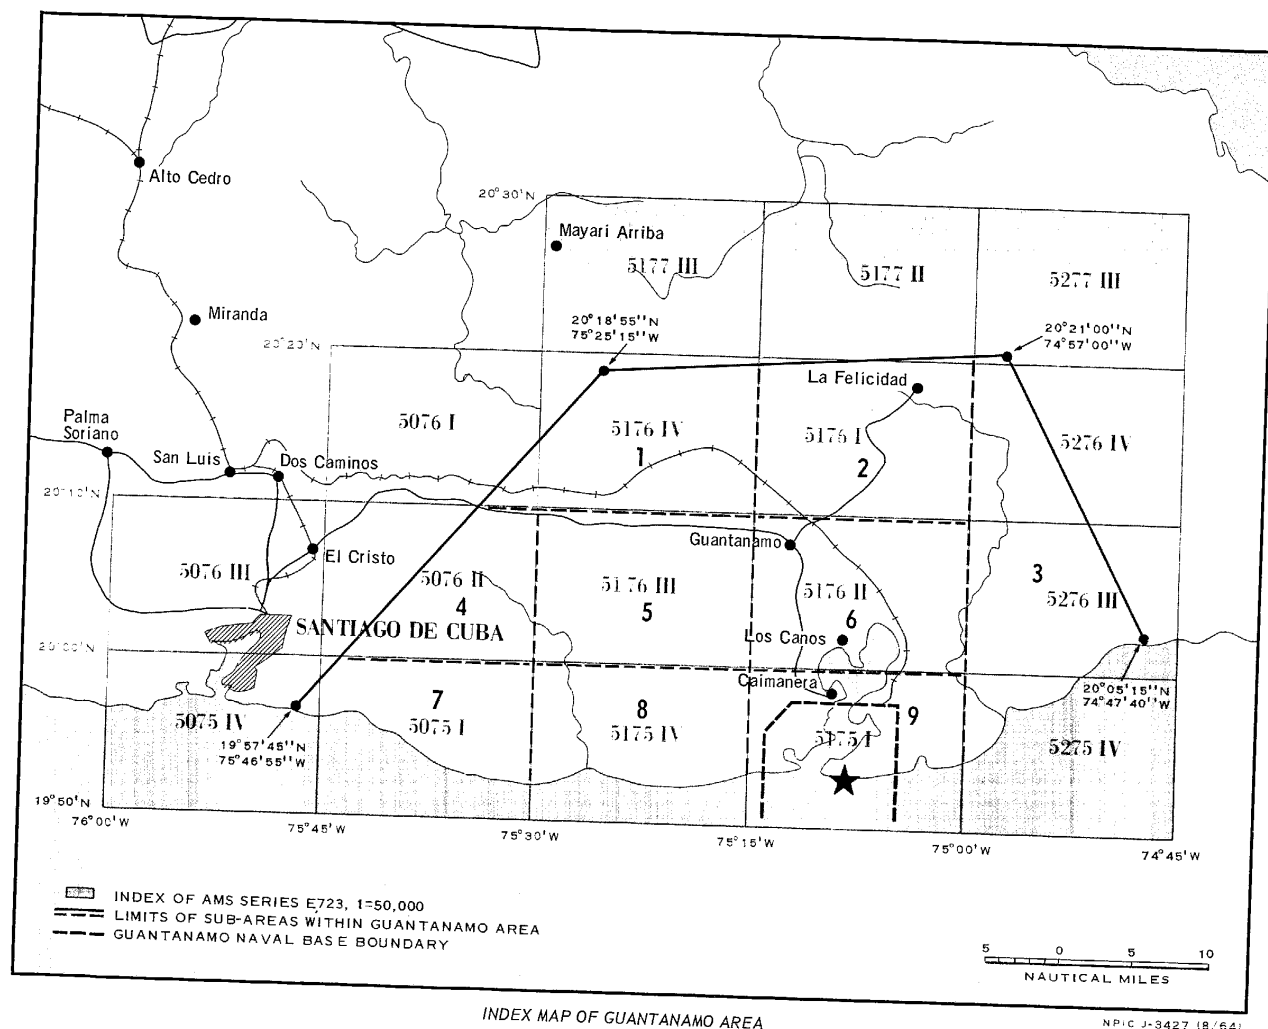 Alto Cedro
20°30'N
Mayari Arriba
5177 III
5177 II
5277 III
Miranda
20°18'55"N
75°25'15"W
20°21'00"N
74°57'00"W
20°20'N
La Felicidad
Palma
Soriano
5076 I
5176 IV
5176 I
5276 IV
San Luis
Dos Caminos
1
2
20°10'N
Guantanamo
El Cristo
5076 III
5076 II
5176 III
5176 II
3
5276 III
4
5
6
SANTIAGO DE CUBA
Los Canos
20°00'N
Caimanera
20°05'15"N
74°47'40"W
5075 IV
7
8
9
5075 I
5175 IV
5175 I
5275 IV
19°57'45"N
75°46'55"W
19°50'N
76°00'W
75°45'W
75°30'W
75°15'W
75°00'W
74°45'W
INDEX OF AMS SERIES E723, 1=50,000
LIMITS OF SUB-AREAS WITHIN GUANTANAMO AREA
GUANTANAMO NAVAL BASE BOUNDARY
5 0 5 10
NAUTICAL MILES
INDEX MAP OF GUANTANAMO AREA
NPIC J-3427 (8/64)